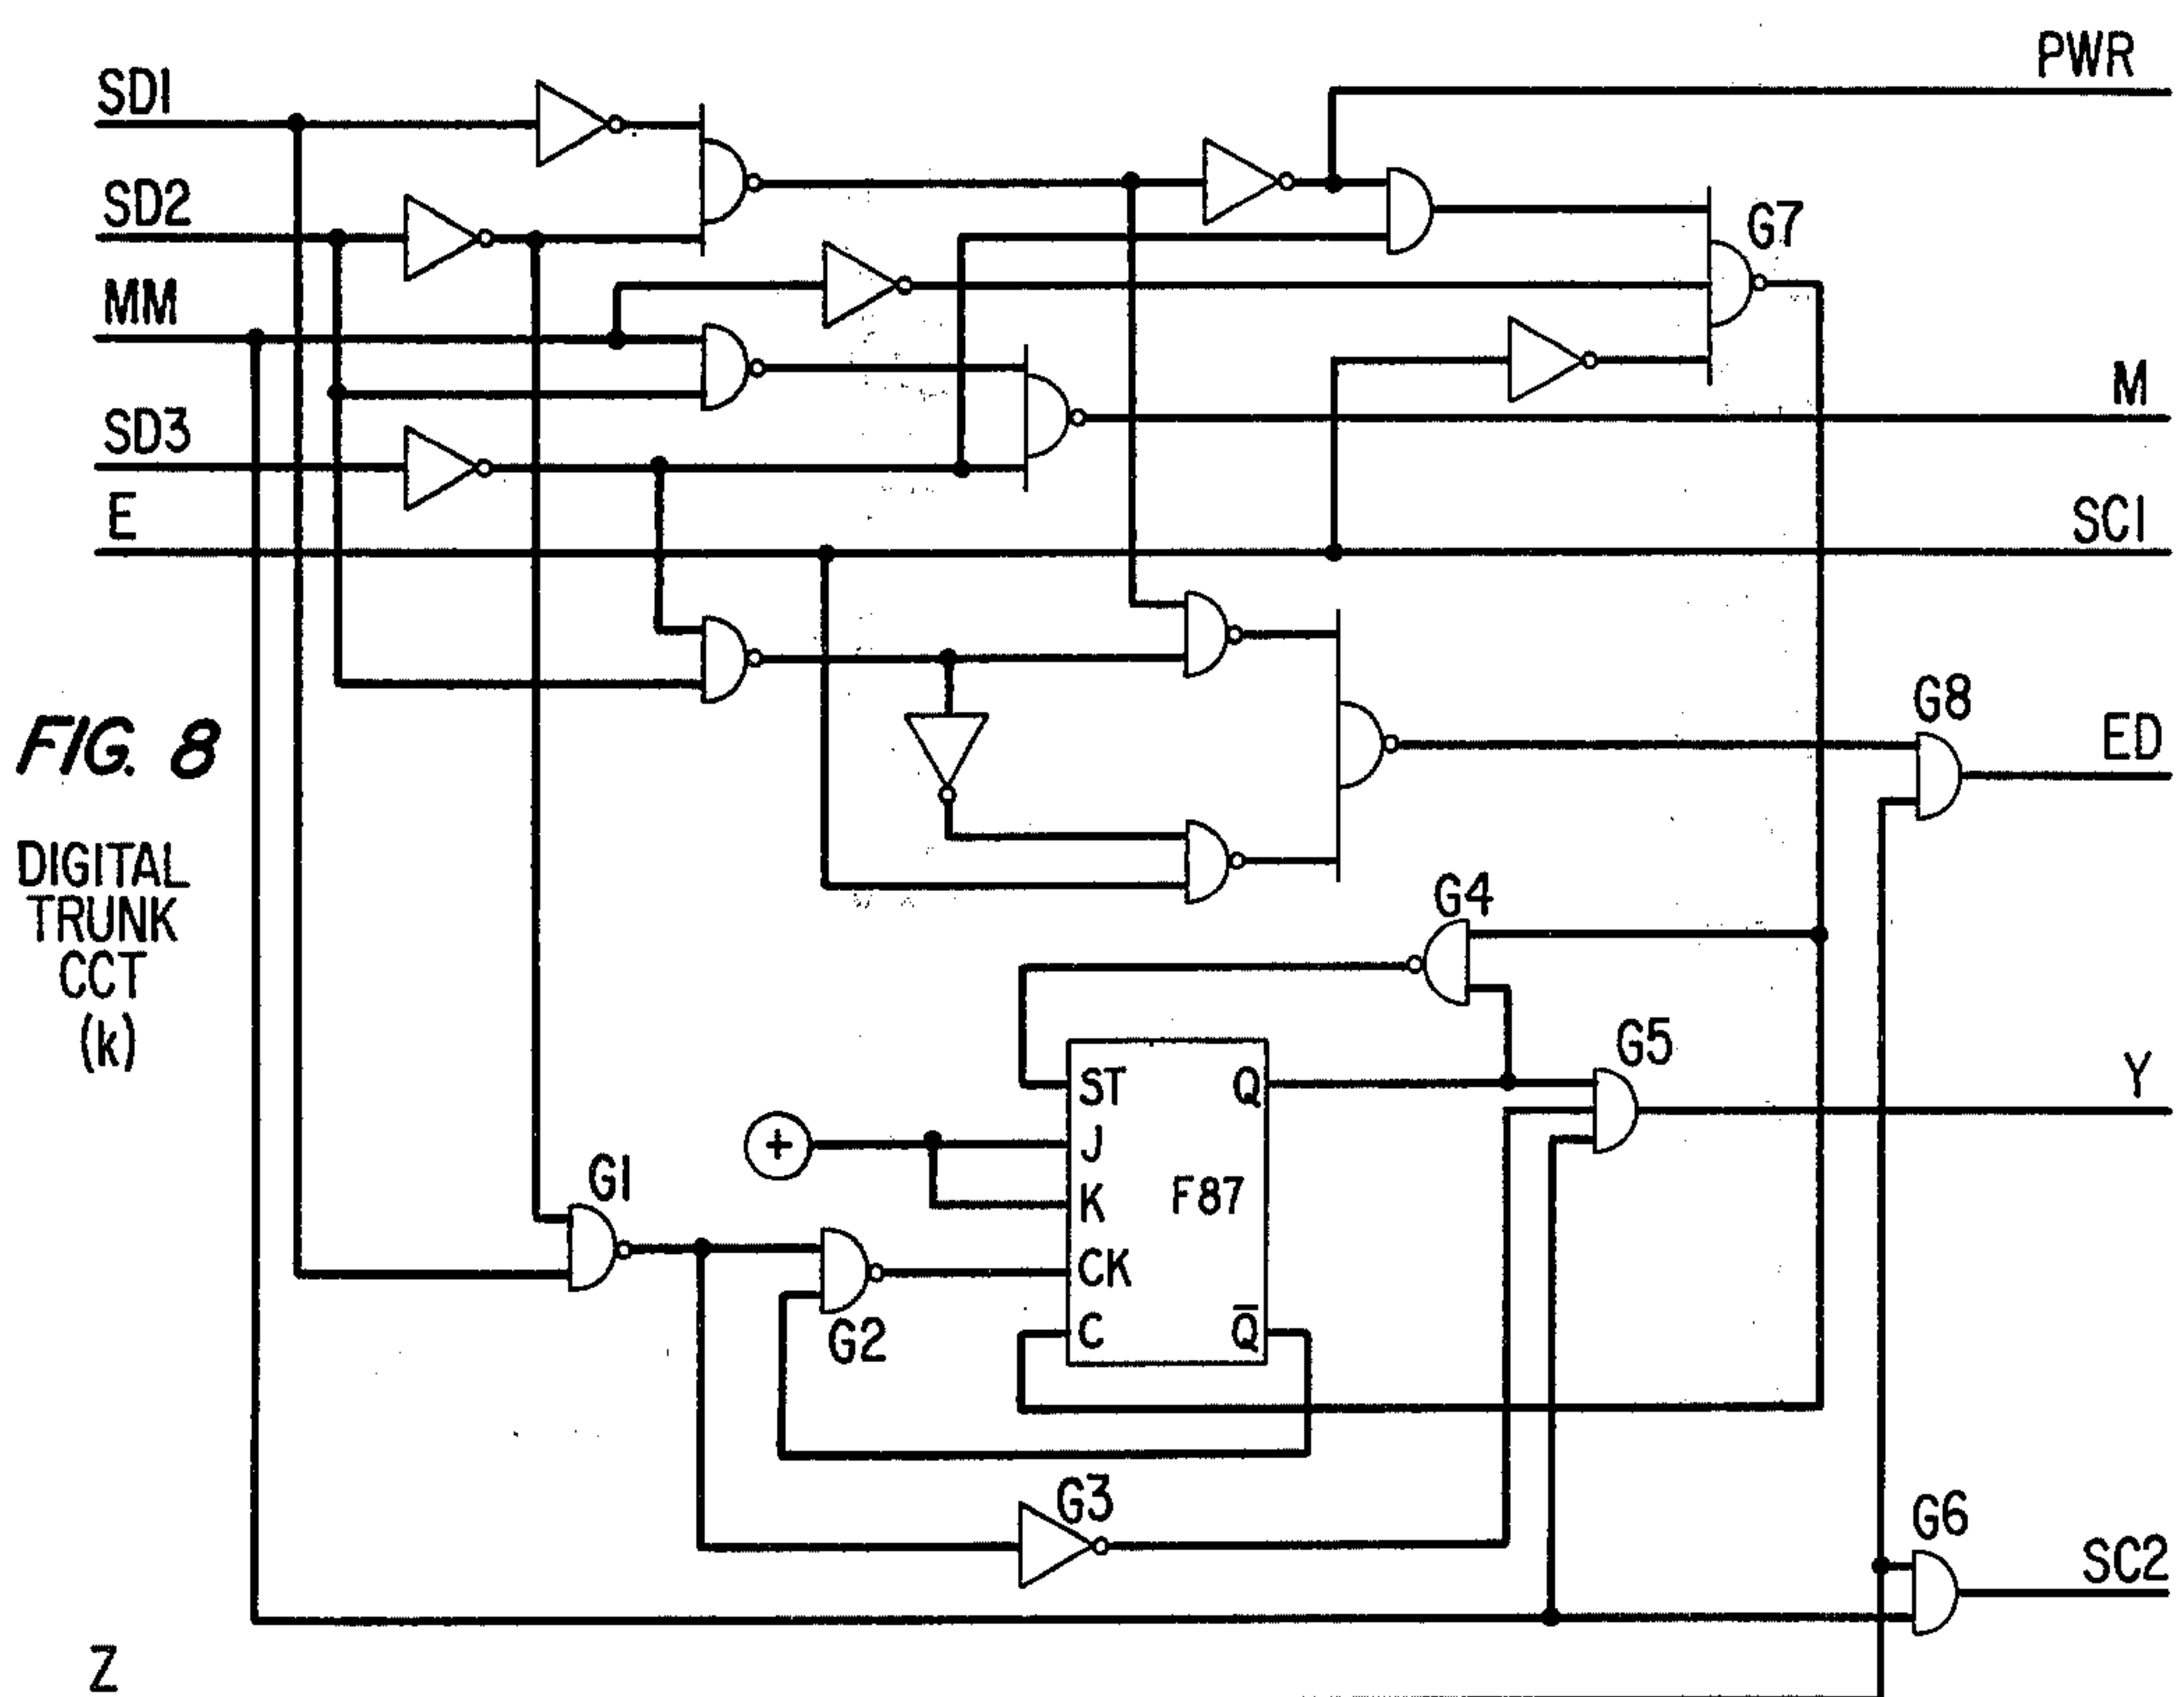 PWR
SD1
SD2
G7
MM
M
SD3
E
SC1
G8
ED
FIG. 8
DIGITAL
TRUNK
CCT
(k)
G4
G5
Y
ST
Q
+
J
K
F87
G1
CK
C
Q̅
G2
G3
G6
SC2
Z